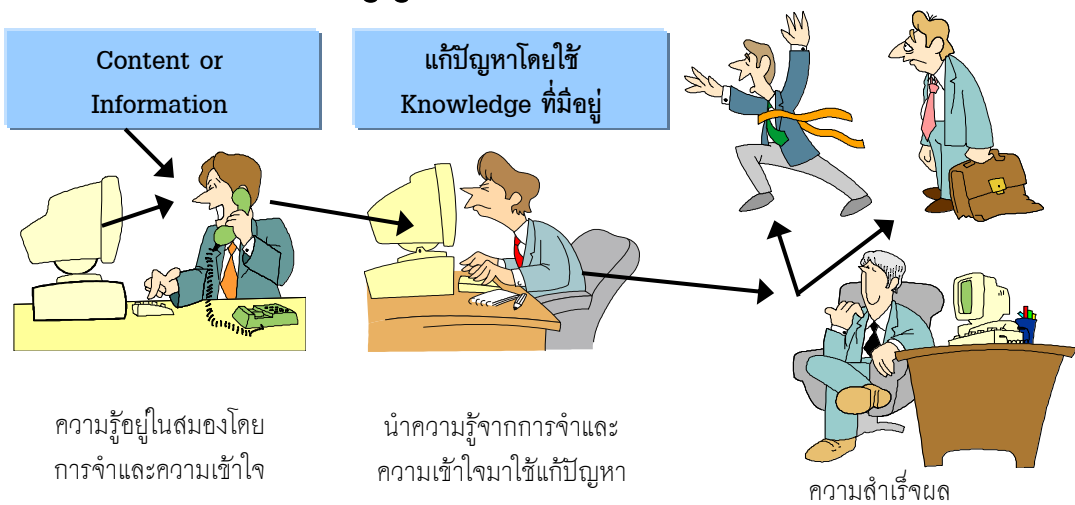 Content or
Information
แก้ปัญหาโดยใช้
Knowledge ที่มีอยู่
ความรู้อยู่ในสมองโดย
การจำและความเข้าใจ
นำความรู้จากการจำและ
ความเข้าใจมาใช้แก้ปัญหา
ความสำเร็จผล